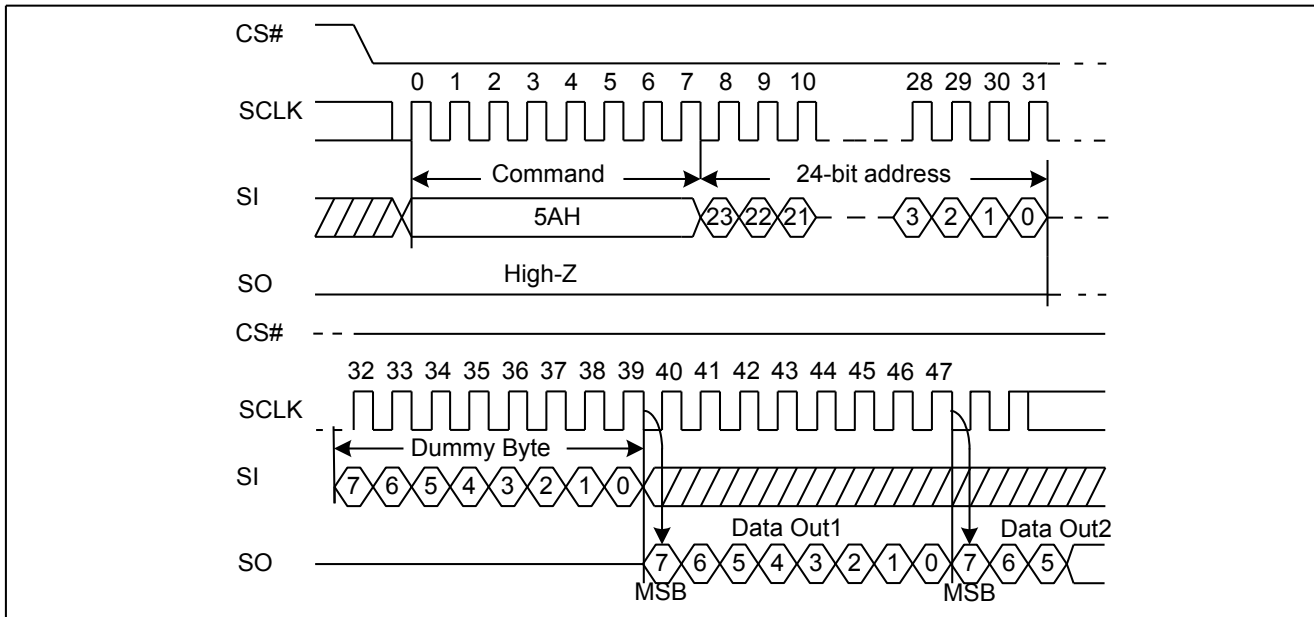 CS#
0 1 2 3 4 5 6 7 8 9 10 28 29 30 31
SCLK
Command 24-bit address
SI
5AH 23 22 21 3 2 1 0
High-Z
SO
CS#
32 33 34 35 36 37 38 39 40 41 42 43 44 45 46 47
SCLK
Dummy Byte
SI
7 6 5 4 3 2 1 0
Data Out1 Data Out2
SO
7 6 5 4 3 2 1 0 7 6 5
MSB MSB